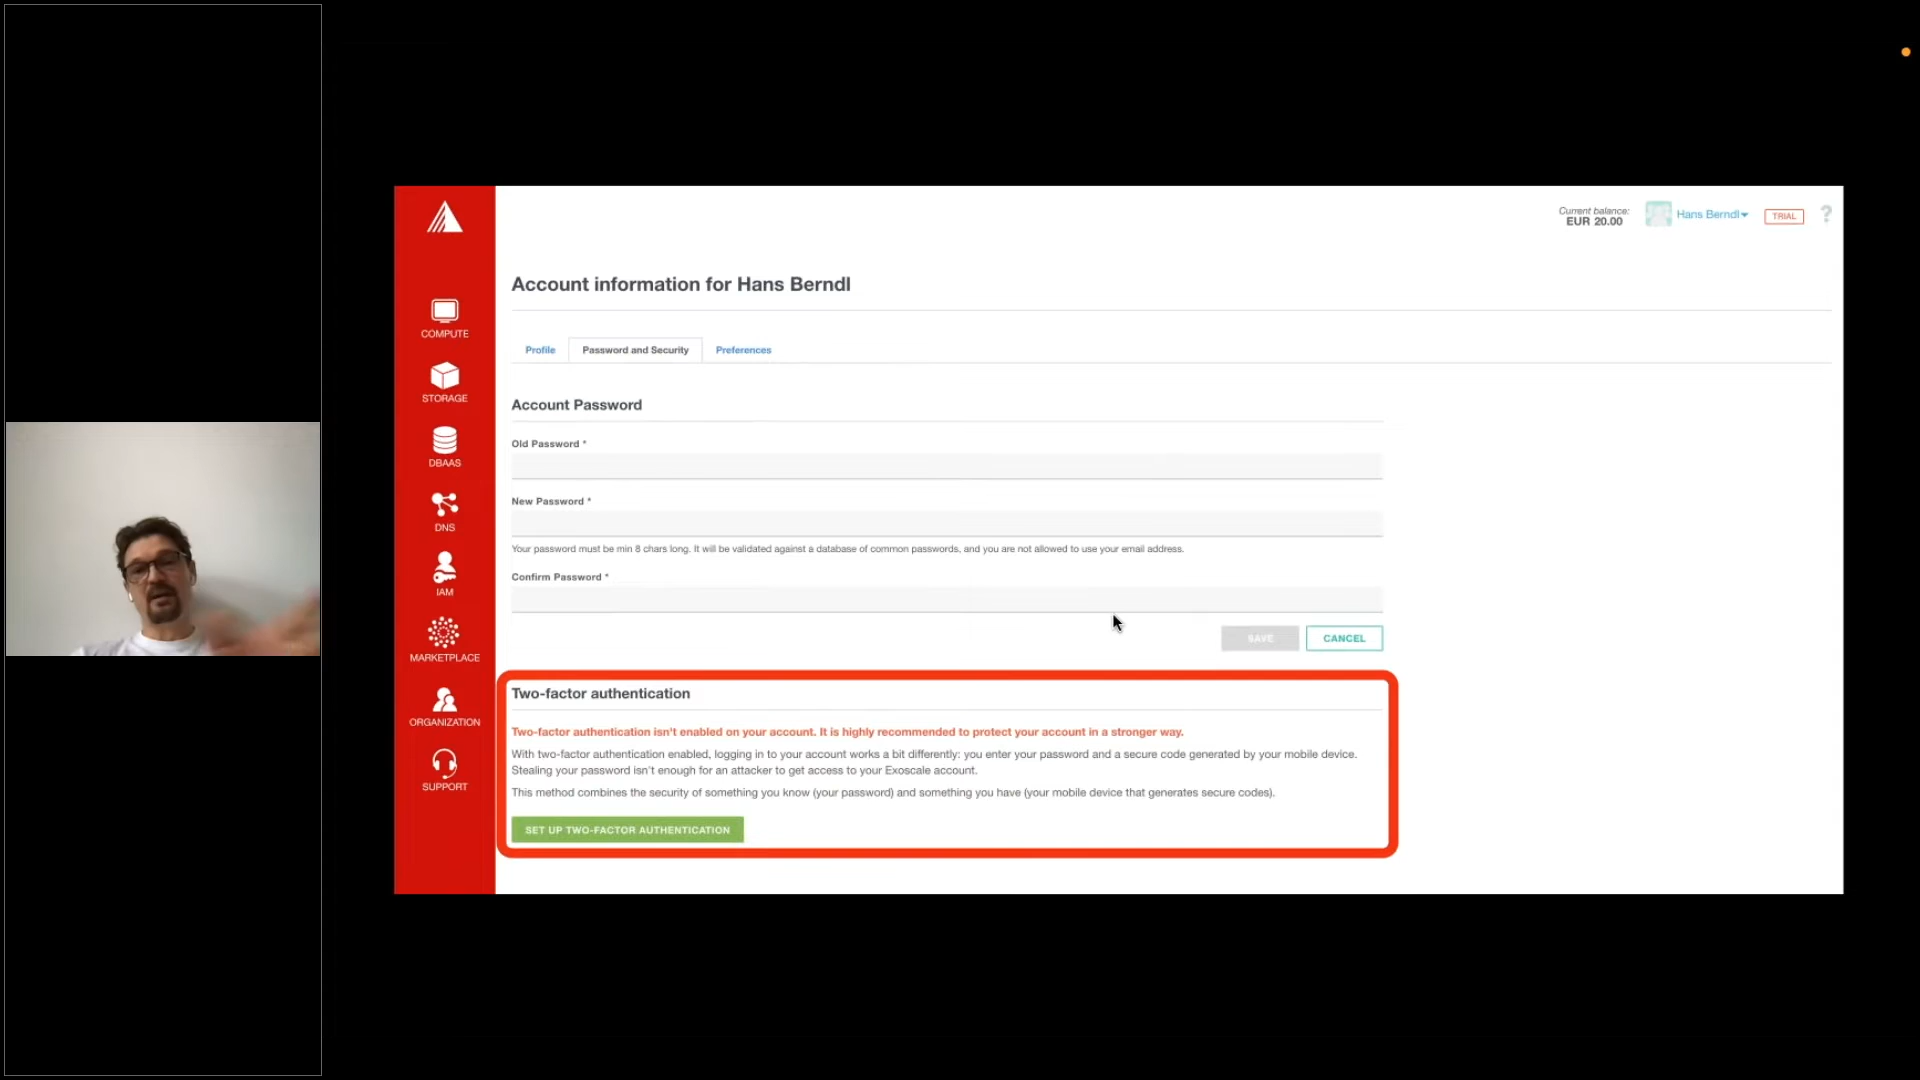 Current balance:
EUR 20.00
Hans Berndl
TRIAL
?
Account information for Hans Berndl
COMPUTE
STORAGE
DBAAS
DNS
IAM
MARKETPLACE
ORGANIZATION
SUPPORT
Profile
Password and Security
Preferences
Account Password
Old Password *
New Password *
Your password must be min 8 chars long. It will be validated against a database of common passwords, and you are not allowed to use your email address.
Confirm Password *
SAVE
CANCEL
Two-factor authentication
Two-factor authentication isn't enabled on your account. It is highly recommended to protect your account in a stronger way.
With two-factor authentication enabled, logging in to your account works a bit differently: you enter your password and a secure code generated by your mobile device.
Stealing your password isn't enough for an attacker to get access to your Exoscale account.
This method combines the security of something you know (your password) and something you have (your mobile device that generates secure codes).
SET UP TWO-FACTOR AUTHENTICATION